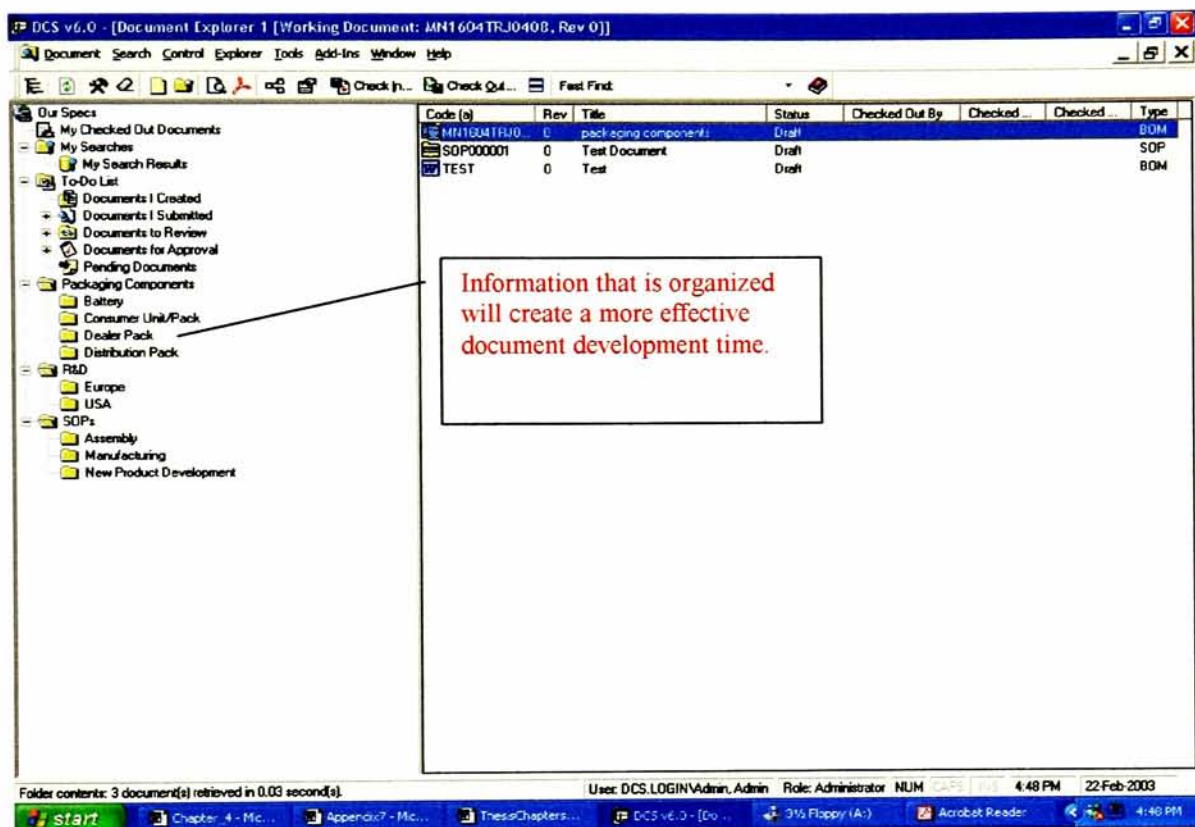 DCS v6.0 - [Document Explorer 1 [Working Document: MN1604TRJ0408, Rev 0]]
Document Search Control Explorer Tools Add-Ins Window Help
Check In... Check Out... Fast Find:
Our Specs
My Checked Out Documents
My Searches
My Search Results
To-Do List
Documents I Created
Documents I Submitted
Documents to Review
Documents for Approval
Pending Documents
Packaging Components
Battery
Consumer Unit/Pack
Dealer Pack
Distribution Pack
R&D
Europe
USA
SOPs
Assembly
Manufacturing
New Product Development
Code (a) Rev Title Status Checked Out By Checked ... Checked ... Type
MN1604TRJ0... 0 packaging components Draft BOM
SOP000001 0 Test Document Draft SOP
TEST 0 Test Draft BOM
Information that is organized
will create a more effective
document development time.
Folder contents: 3 document(s) retrieved in 0.03 second(s). User: DCS.LOGIN\Admin, Admin Role: Administrator NUM CAPS INS 4:48 PM 22-Feb-2003
start Chapter_4 - Mc... Appendix7 - Mc... ThesisChapters... DCS v6.0 - [Do... 3½ Floppy (A:) Acrobat Reader 4:48 PM